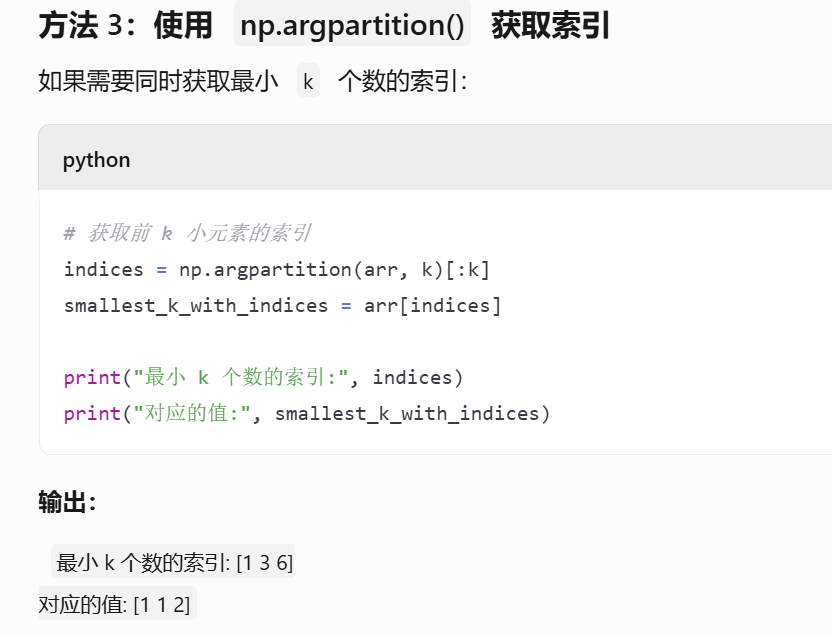 方法 3：使用 np.argpartition() 获取索引
如果需要同时获取最小 k 个数的索引：
python
# 获取前 k 小元素的索引
indices = np.argpartition(arr, k)[:k]
smallest_k_with_indices = arr[indices]
print("最小 k 个数的索引:", indices)
print("对应的值:", smallest_k_with_indices)
输出：
最小 k 个数的索引: [1 3 6]
对应的值: [1 1 2]